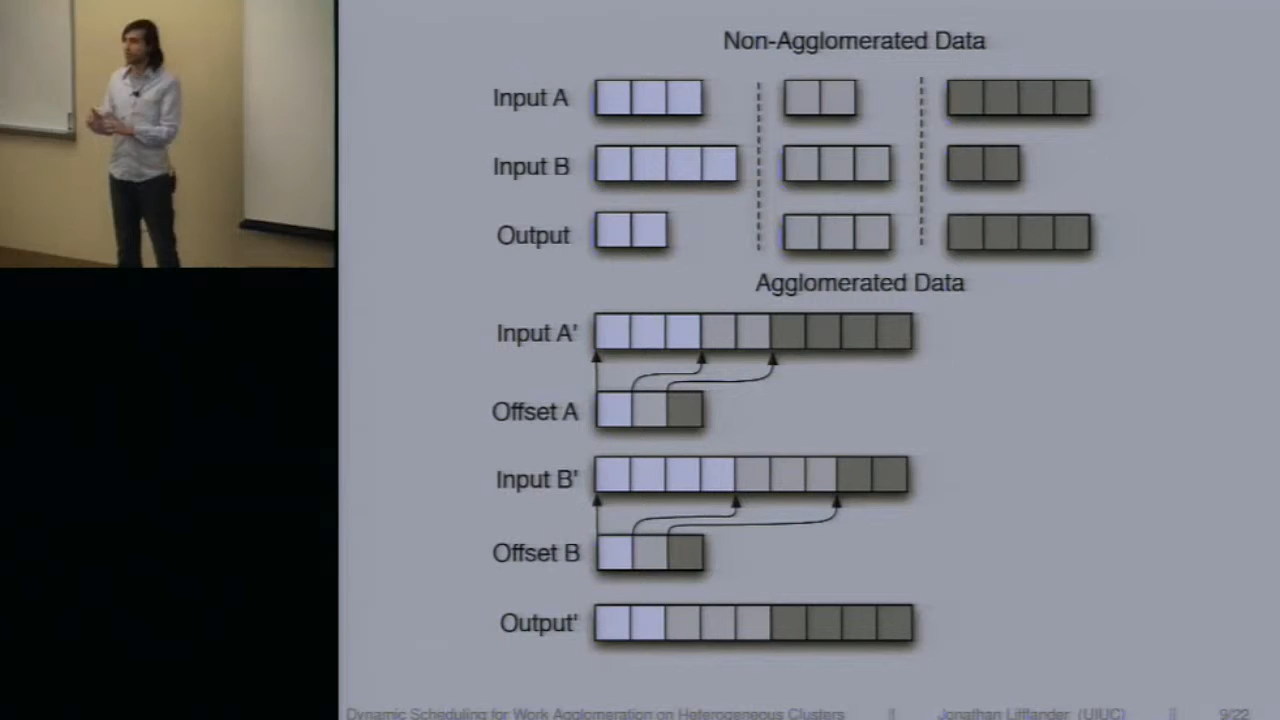 Non-Agglomerated Data
Input A
Input B
Output
Agglomerated Data
Input A'
Offset A
Input B'
Offset B
Output'
Dynamic Scheduling for Work Agglomeration on Heterogeneous Clusters | Jonathan Lifflander (UIUC) | 9/22